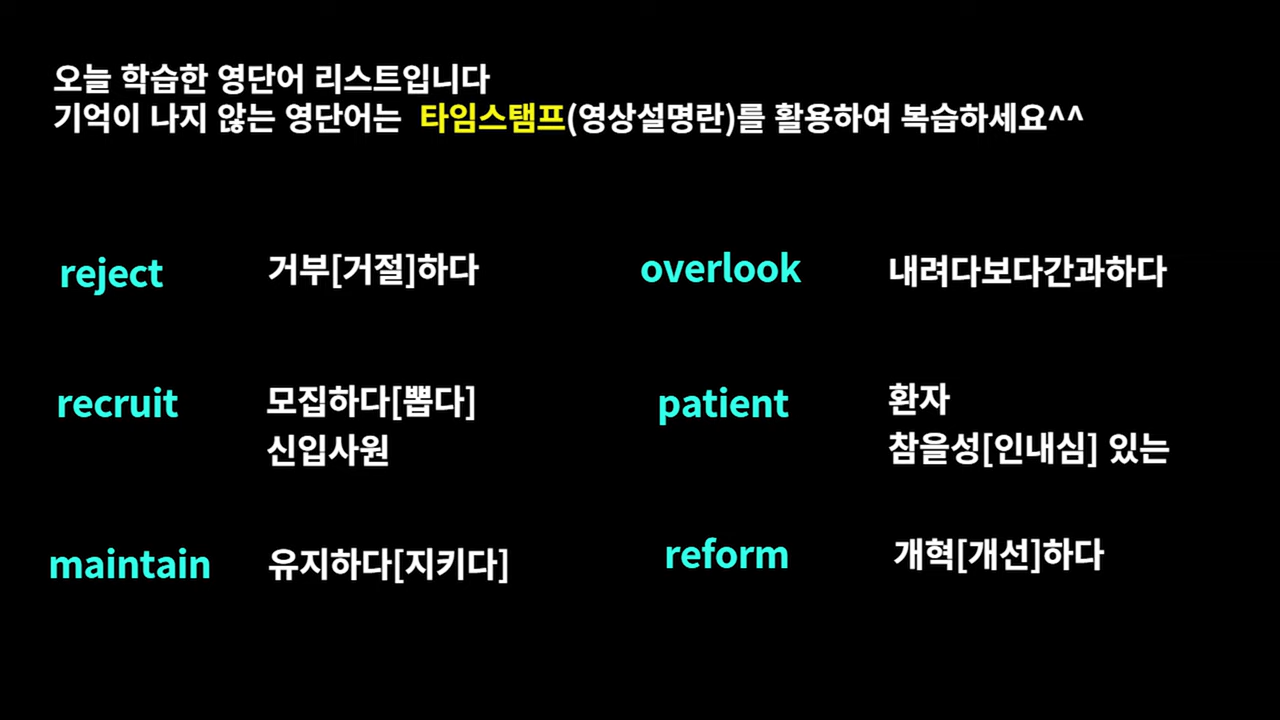 오늘 학습한 영단어 리스트입니다
기억이 나지 않는 영단어는 타임스탬프(영상설명란)를 활용하여 복습하세요^^
reject 거부[거절]하다
overlook 내려다보다간과하다
recruit 모집하다[뽑다]
신입사원
patient 환자
참을성[인내심] 있는
maintain 유지하다[지키다]
reform 개혁[개선]하다